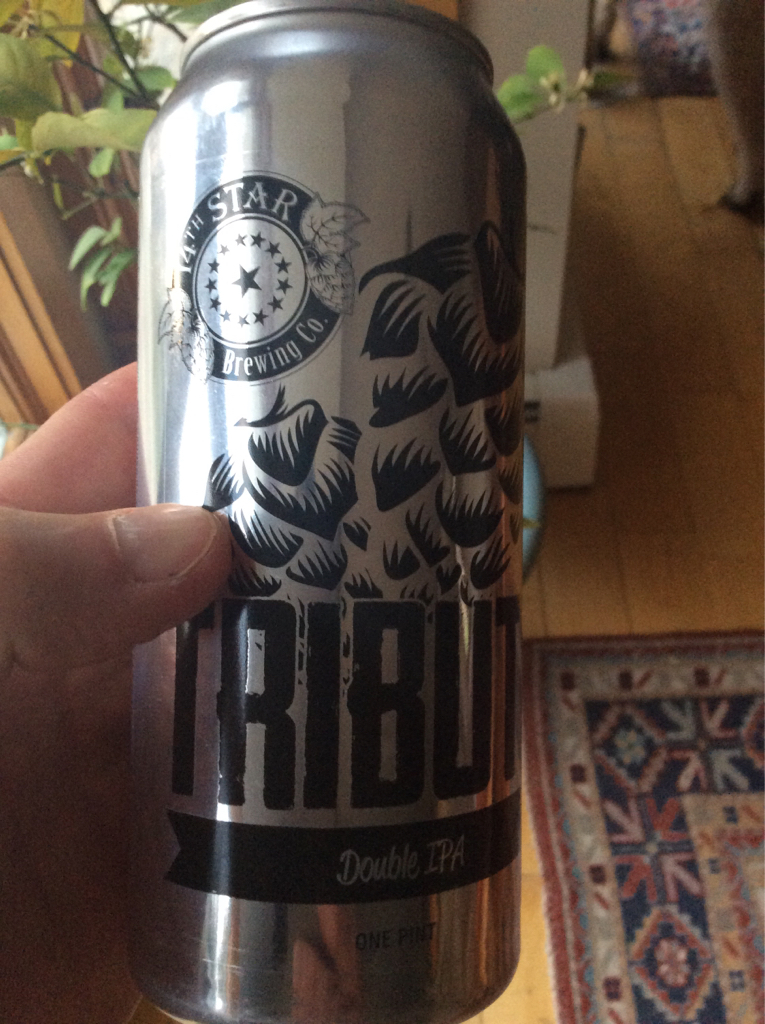 14TH STAR
Brewing Co.
TRIBUT
Double IPA
ONE PINT